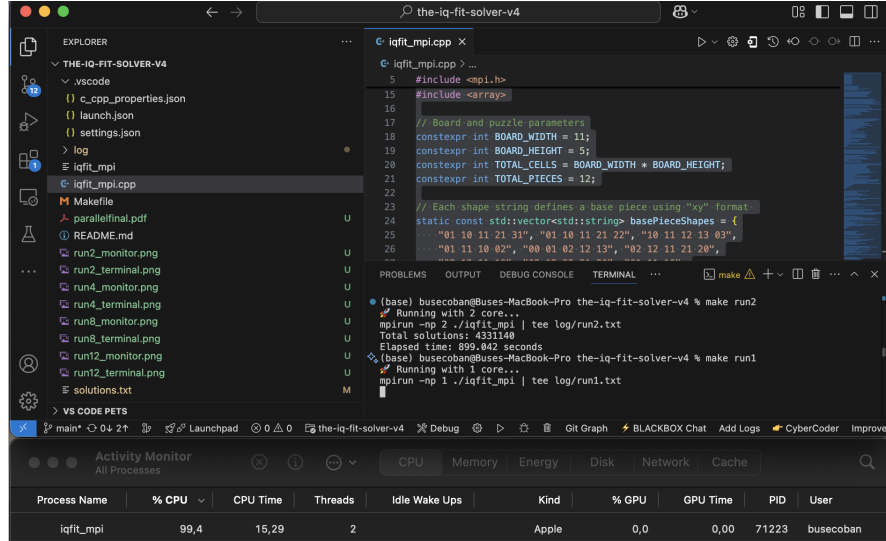 the-iq-fit-solver-v4
EXPLORER
THE-IQ-FIT-SOLVER-V4
.vscode
{} c_cpp_properties.json
{} launch.json
{} settings.json
> log
iqfit_mpi
iqfit_mpi.cpp
M Makefile
parallelfinal.pdf U
README.md
run2_monitor.png U
run2_terminal.png U
run4_monitor.png U
run4_terminal.png U
run8_monitor.png U
run8_terminal.png U
run12_monitor.png U
run12_terminal.png U
solutions.txt M
> VS CODE PETS
12
1
iqfit_mpi.cpp ×
iqfit_mpi.cpp > ...
5 #include <mpi.h>
15 #include <array>
16
17 // Board and puzzle parameters
18 constexpr int BOARD_WIDTH = 11;
19 constexpr int BOARD_HEIGHT = 5;
20 constexpr int TOTAL_CELLS = BOARD_WIDTH * BOARD_HEIGHT;
21 constexpr int TOTAL_PIECES = 12;
22
23 // Each shape string defines a base piece using "xy" format
24 static const std::vector<std::string> basePieceShapes = {
25 "01 10 11 21 31", "01 10 11 21 22", "10 11 12 13 03",
26 "01 11 10 02", "00 01 02 12 13", "02 12 11 21 20",
PROBLEMS OUTPUT DEBUG CONSOLE TERMINAL ... make
(base) busecoban@Buses-MacBook-Pro the-iq-fit-solver-v4 % make run2
🚀 Running with 2 core...
mpirun -np 2 ./iqfit_mpi | tee log/run2.txt
Total solutions: 4331140
Elapsed time: 899.042 seconds
(base) busecoban@Buses-MacBook-Pro the-iq-fit-solver-v4 % make run1
🚀 Running with 1 core...
mpirun -np 1 ./iqfit_mpi | tee log/run1.txt
main* 0↓ 2↑ Launchpad 0 0 the-iq-fit-solver-v4 Debug Git Graph BLACKBOX Chat Add Logs CyberCoder Improve
Activity Monitor
All Processes
CPU Memory Energy Disk Network Cache
Process Name % CPU CPU Time Threads Idle Wake Ups Kind % GPU GPU Time PID User
iqfit_mpi 99,4 15,29 2 Apple 0,0 0,00 71223 busecoban